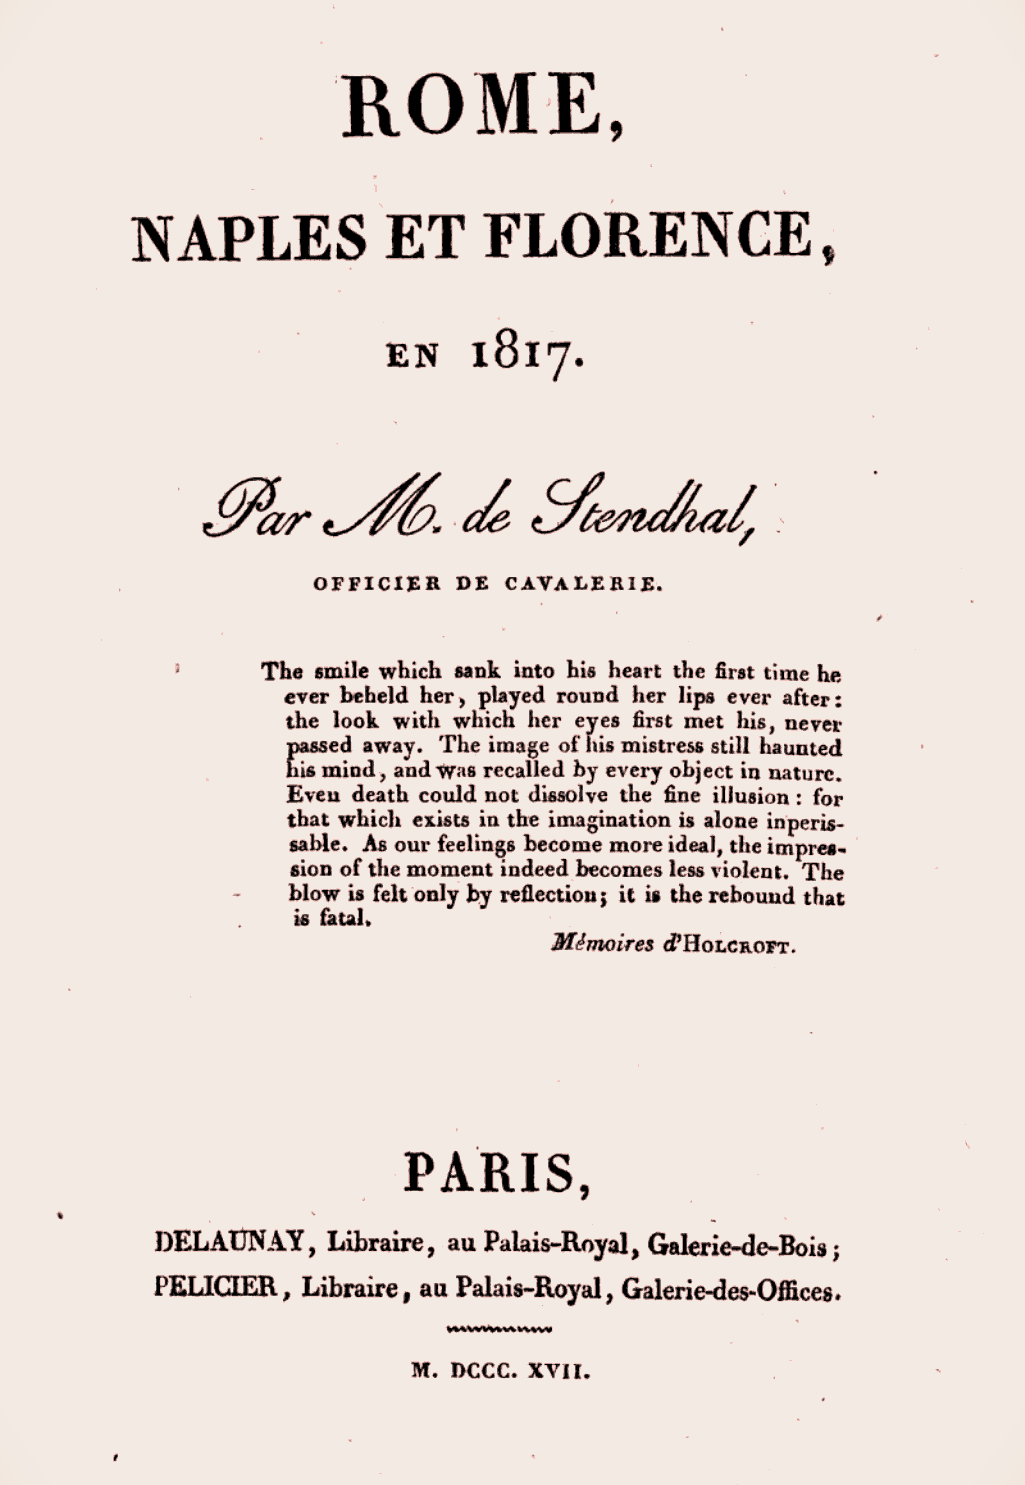 ROME,
NAPLES ET FLORENCE,
EN 1817.
Par M. de Stendhal,
OFFICIER DE CAVALERIE.
The smile which sank into his heart the first time he
ever beheld her, played round her lips ever after:
the look with which her eyes first met his, never
passed away. The image of his mistress still haunted
his mind, and was recalled by every object in nature.
Even death could not dissolve the fine illusion: for
that which exists in the imagination is alone inperis-
sable. As our feelings become more ideal, the impres-
sion of the moment indeed becomes less violent. The
blow is felt only by reflection; it is the rebound that
is fatal.
Mémoires d'HOLCROFT.
PARIS,
DELAUNAY, Libraire, au Palais-Royal, Galerie-de-Bois;
PELICIER, Libraire, au Palais-Royal, Galerie-des-Offices.
M. DCCC. XVII.